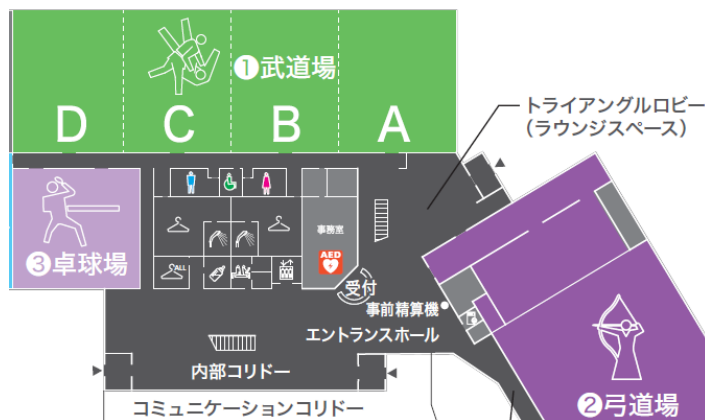 ❶武道場
D C B A
トライアングルロビー
(ラウンジスペース)
❸卓球場
事務室
AED
ALL
受付
事前精算機
エントランスホール
内部コリドー
❷弓道場
コミュニケーションコリドー